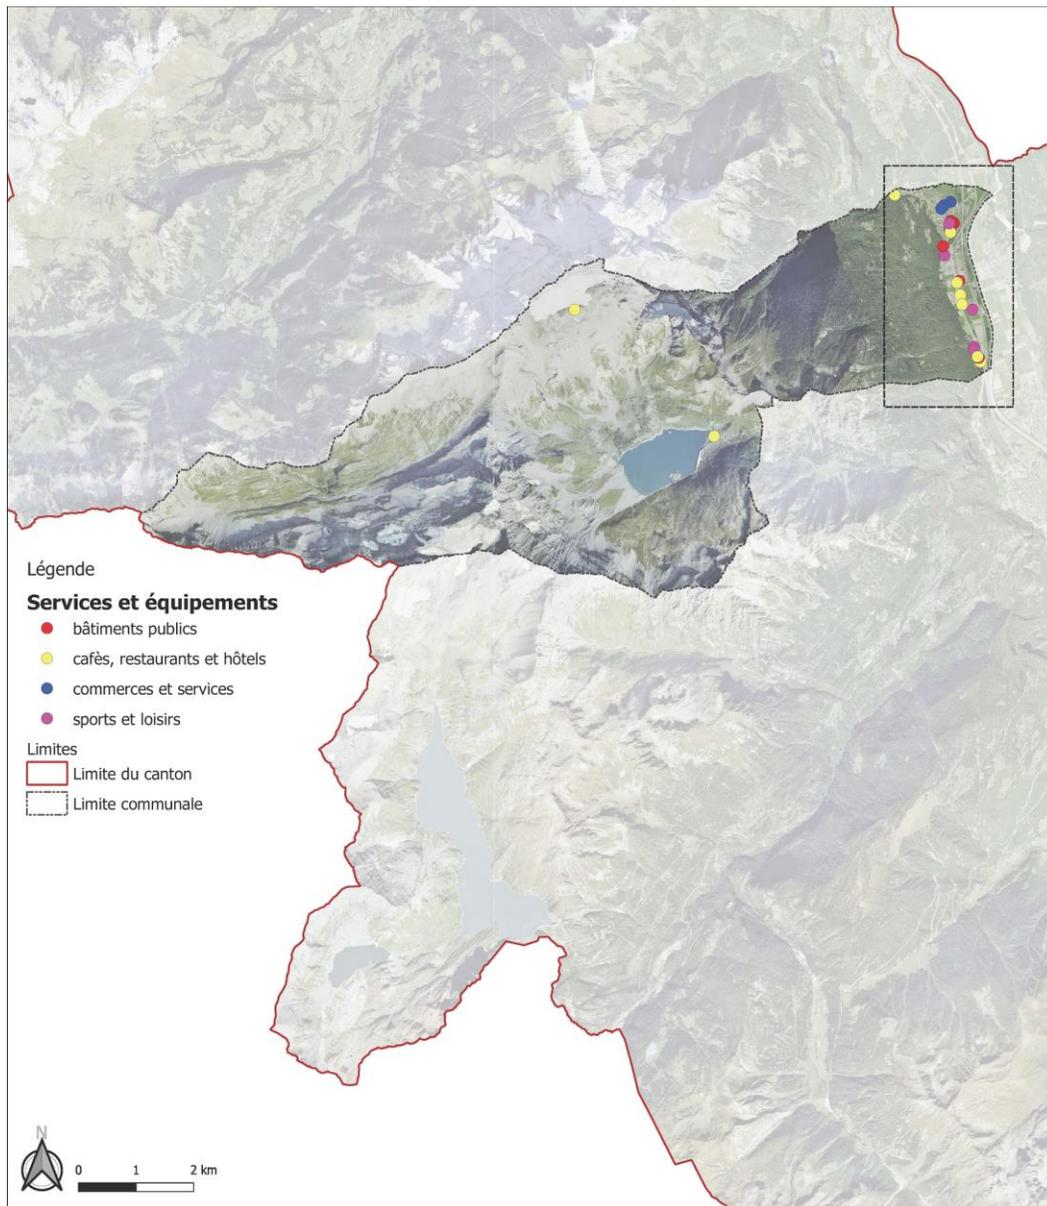 Légende
Services et équipements
bâtiments publics
cafès, restaurants et hôtels
commerces et services
sports et loisirs
Limites
Limite du canton
Limite communale
N
0 1 2 km